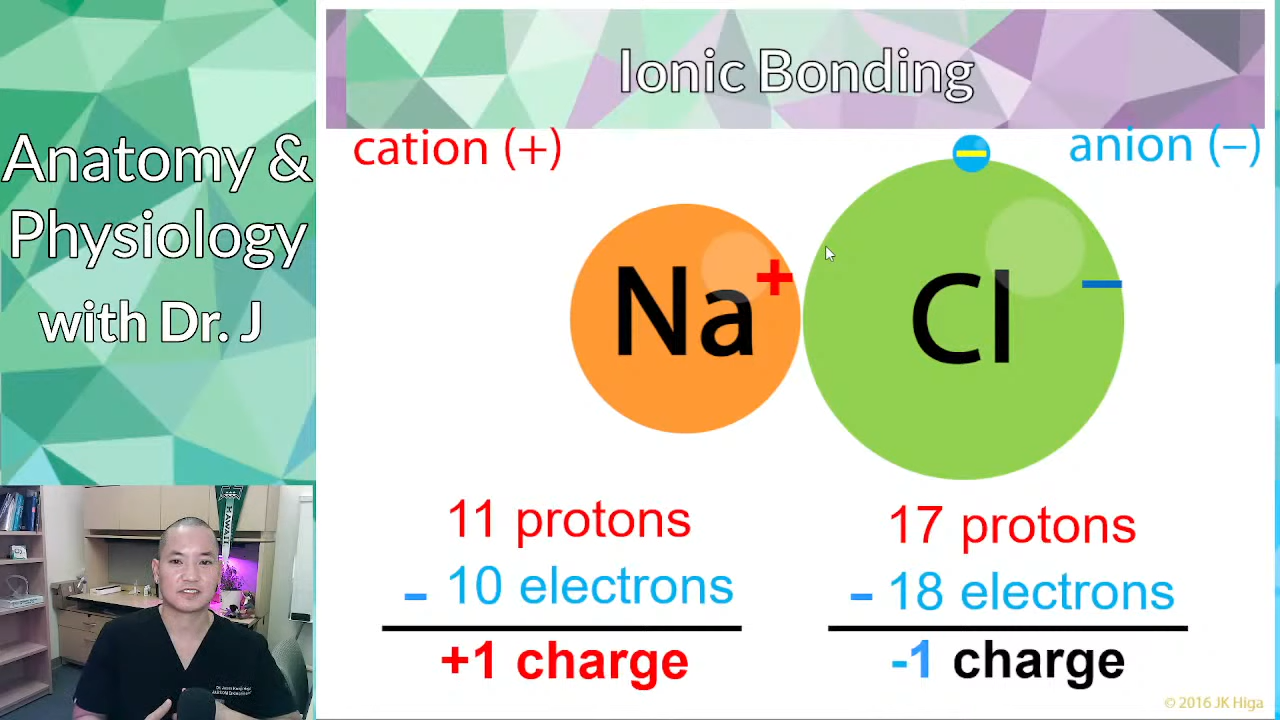 Anatomy &
Physiology
with Dr. J
Ionic Bonding
cation (+)
anion (–)
Na+
Cl–
11 protons
– 10 electrons
+1 charge
17 protons
– 18 electrons
-1 charge
HAWAII
© 2016 JK Higa